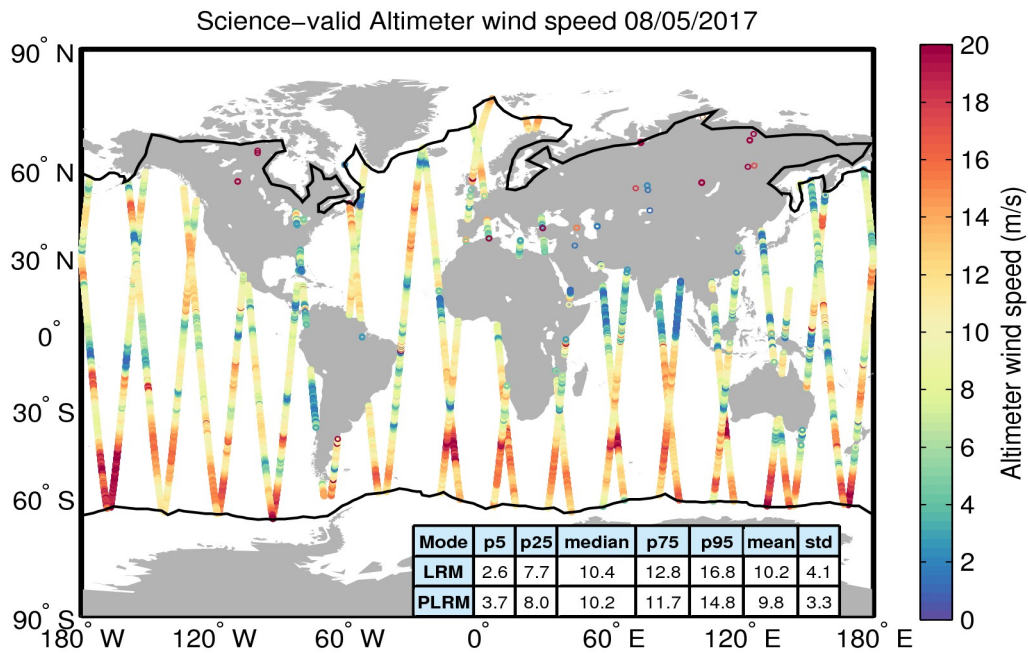 Science−valid Altimeter wind speed 08/05/2017
90° N
60° N
30° N
0°
30° S
60° S
90° S
180° W
120° W
60° W
0°
60° E
120° E
180° E
Mode p5 p25 median p75 p95 mean std
LRM 2.6 7.7 10.4 12.8 16.8 10.2 4.1
PLRM 3.7 8.0 10.2 11.7 14.8 9.8 3.3
20
18
16
14
12
10
8
6
4
2
0
Altimeter wind speed (m/s)